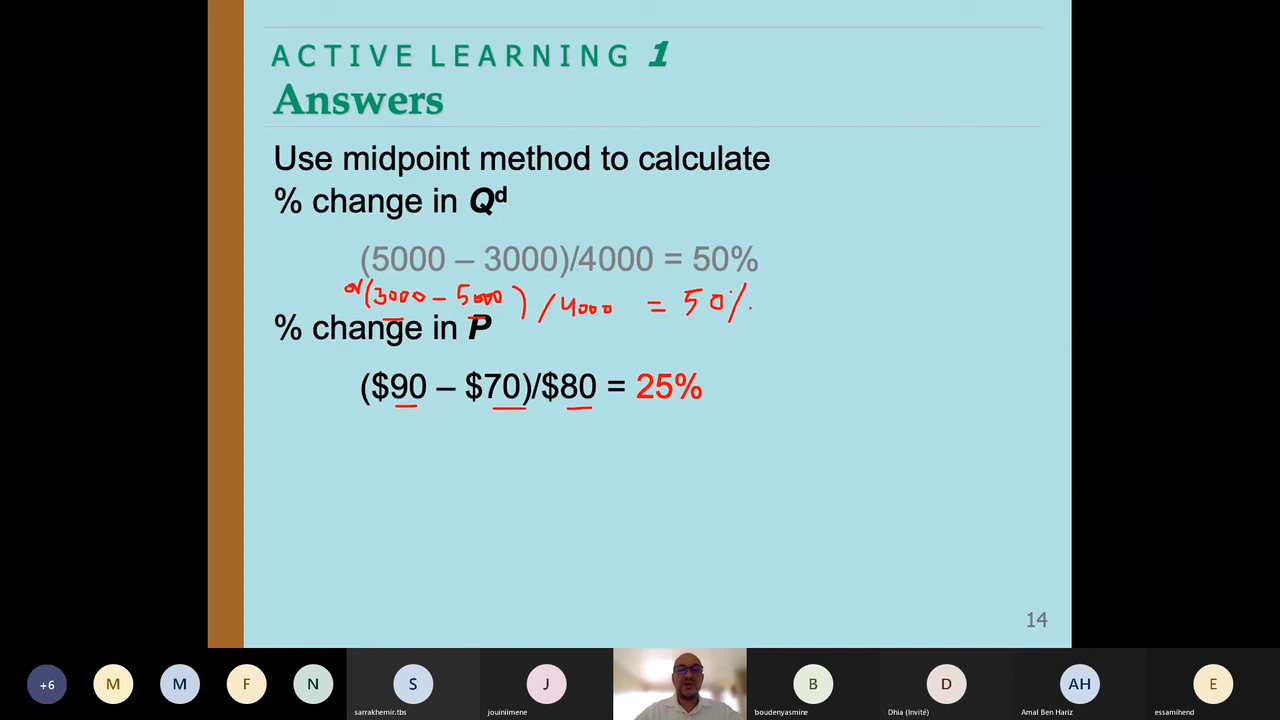 ACTIVE LEARNING 1
Answers
Use midpoint method to calculate
% change in Qd
(5000 – 3000)/4000 = 50%
or(3000 – 5000)/4000 = 50%
% change in P
($90 – $70)/$80 = 25%
14
+6
M
M
F
N
S
J
B
D
AH
E
sarrakhemir.tbs
jouiniimene
boudenyasmine
Dhia (Invité)
Amal Ben Hariz
essamihend